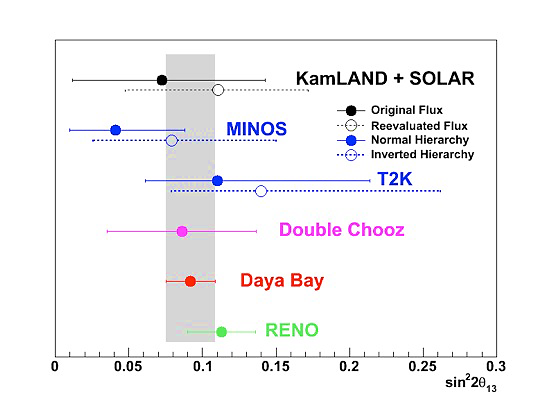 KamLAND + SOLAR
Original Flux
Reevaluated Flux
Normal Hierarchy
Inverted Hierarchy
MINOS
T2K
Double Chooz
Daya Bay
RENO
0 0.05 0.1 0.15 0.2 0.25 0.3
sin²2θ₁₃